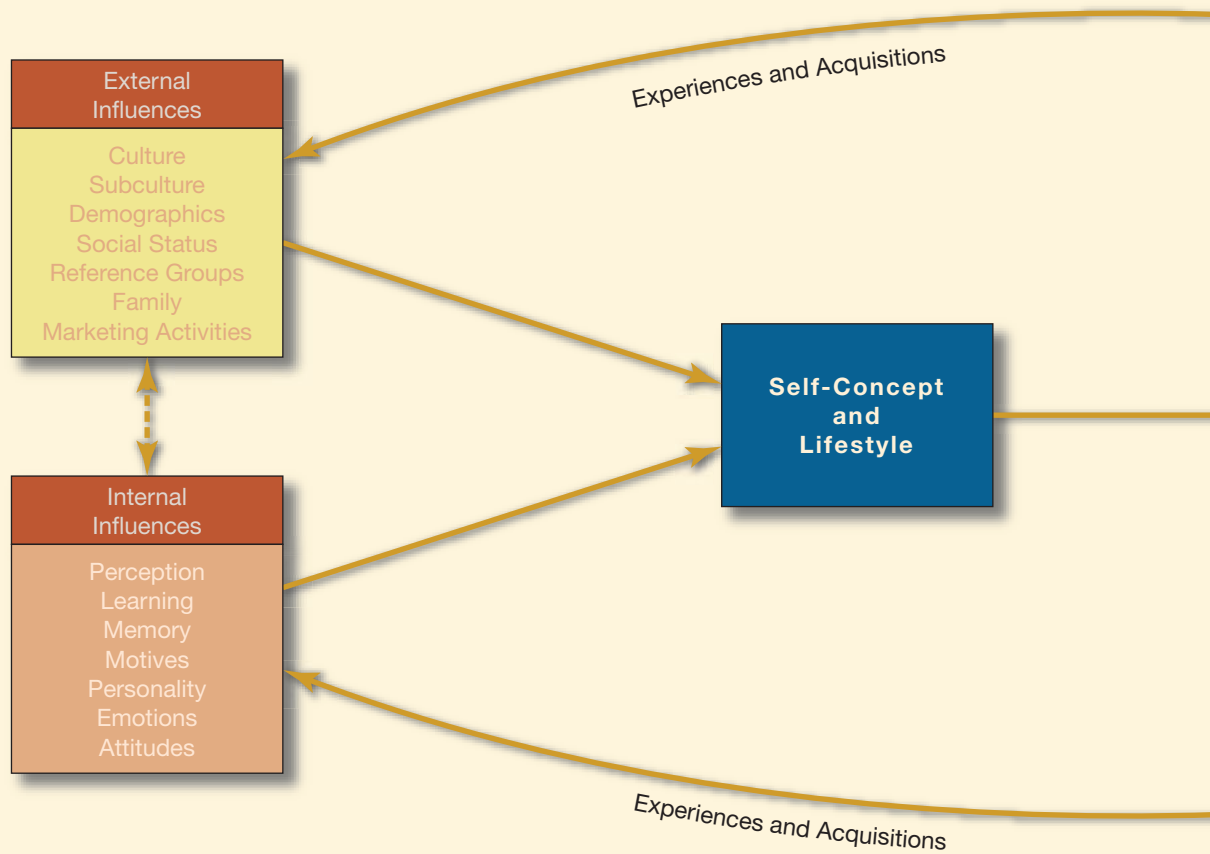 Experiences and Acquisitions
External
Influences
Culture
Subculture
Demographics
Social Status
Reference Groups
Family
Marketing Activities
Self-Concept
and
Lifestyle
Internal
Influences
Perception
Learning
Memory
Motives
Personality
Emotions
Attitudes
Experiences and Acquisitions